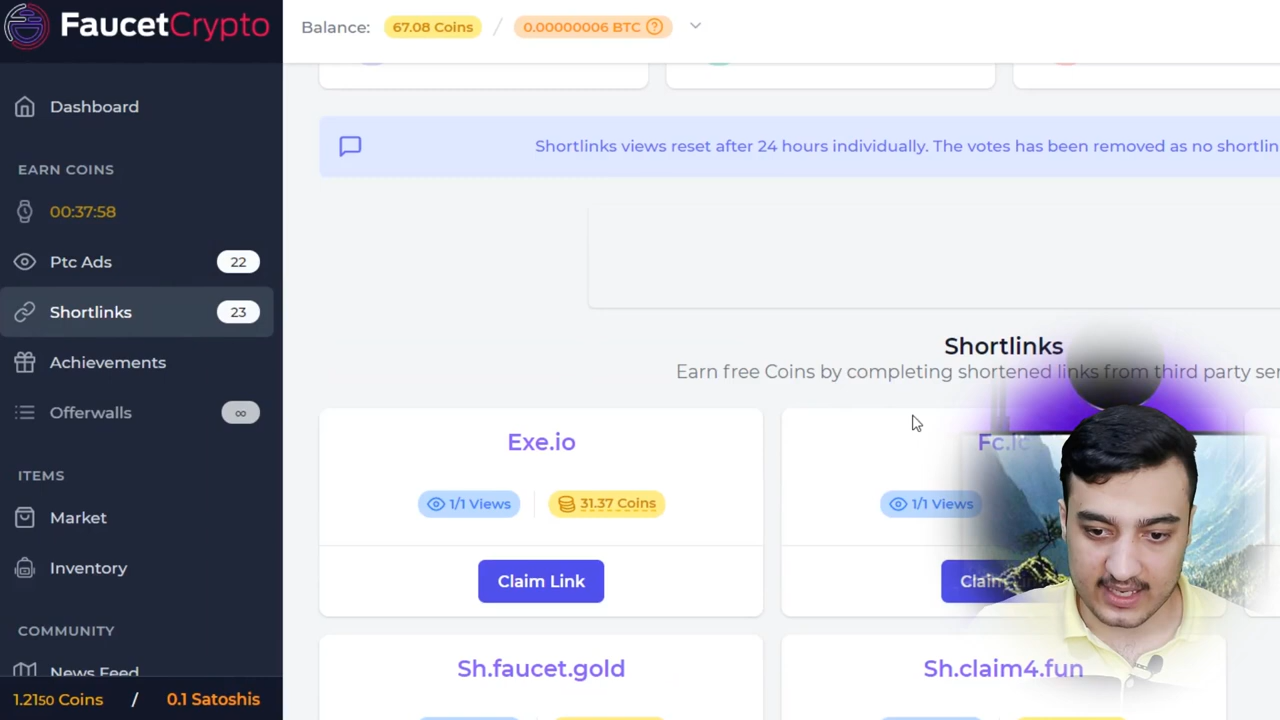 FaucetCrypto
Balance: 67.08 Coins / 0.00000006 BTC
Dashboard
EARN COINS
00:37:58
Ptc Ads 22
Shortlinks 23
Achievements
Offerwalls ∞
ITEMS
Market
Inventory
COMMUNITY
News Feed
1.2150 Coins / 0.1 Satoshis
Shortlinks views reset after 24 hours individually. The votes has been removed as no shortlin
Shortlinks
Earn free Coins by completing shortened links from third party ser
Exe.io
1/1 Views 31.37 Coins
Claim Link
1/1 Views
Sh.faucet.gold
Sh.claim4.fun